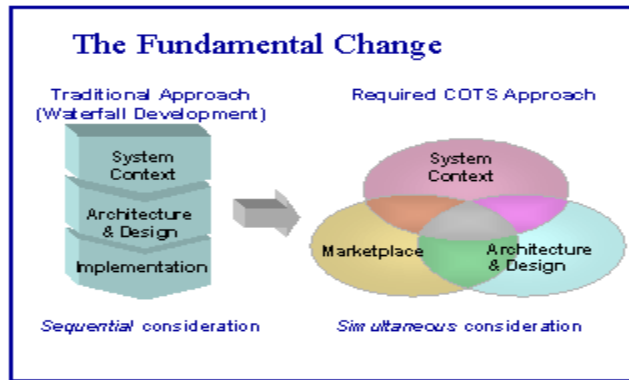 The Fundamental Change
Traditional Approach
(Waterfall Development)
System
Context
Architecture
& Design
Implementation
Sequential consideration
Required COTS Approach
System
Context
Marketplace
Architecture
& Design
Simultaneous consideration